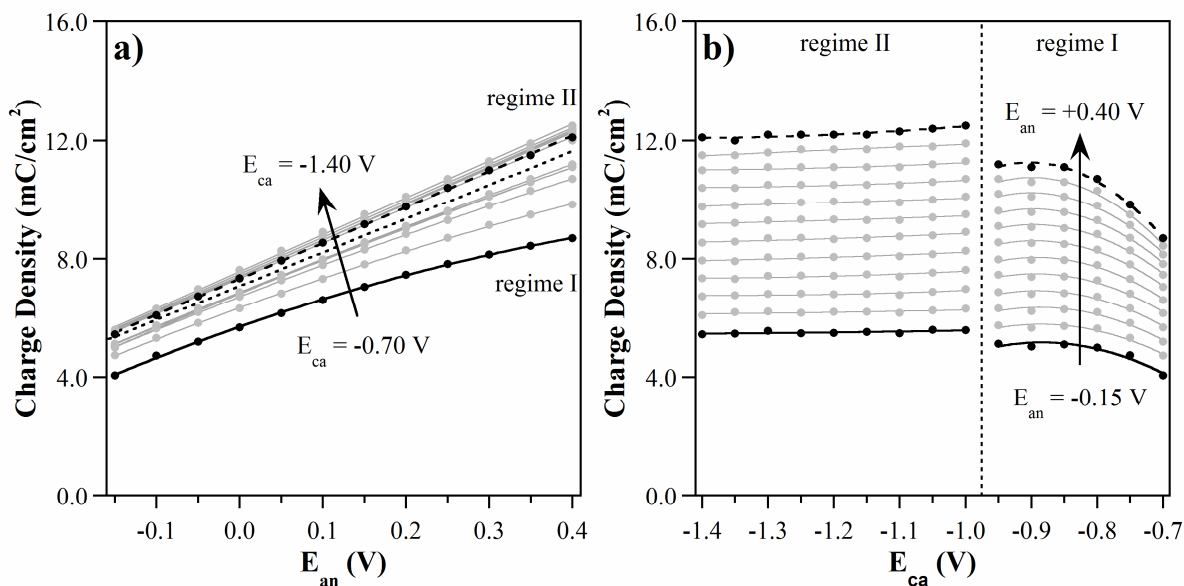 a)
16.0
12.0
8.0
4.0
0.0
Charge Density (mC/cm²)
regime II
E_ca = -1.40 V
regime I
E_ca = -0.70 V
-0.1 0.0 0.1 0.2 0.3 0.4
E_an (V)
b)
regime II
regime I
16.0
12.0
8.0
4.0
0.0
Charge Density (mC/cm²)
E_an = +0.40 V
E_an = -0.15 V
-1.4 -1.3 -1.2 -1.1 -1.0 -0.9 -0.8 -0.7
E_ca (V)